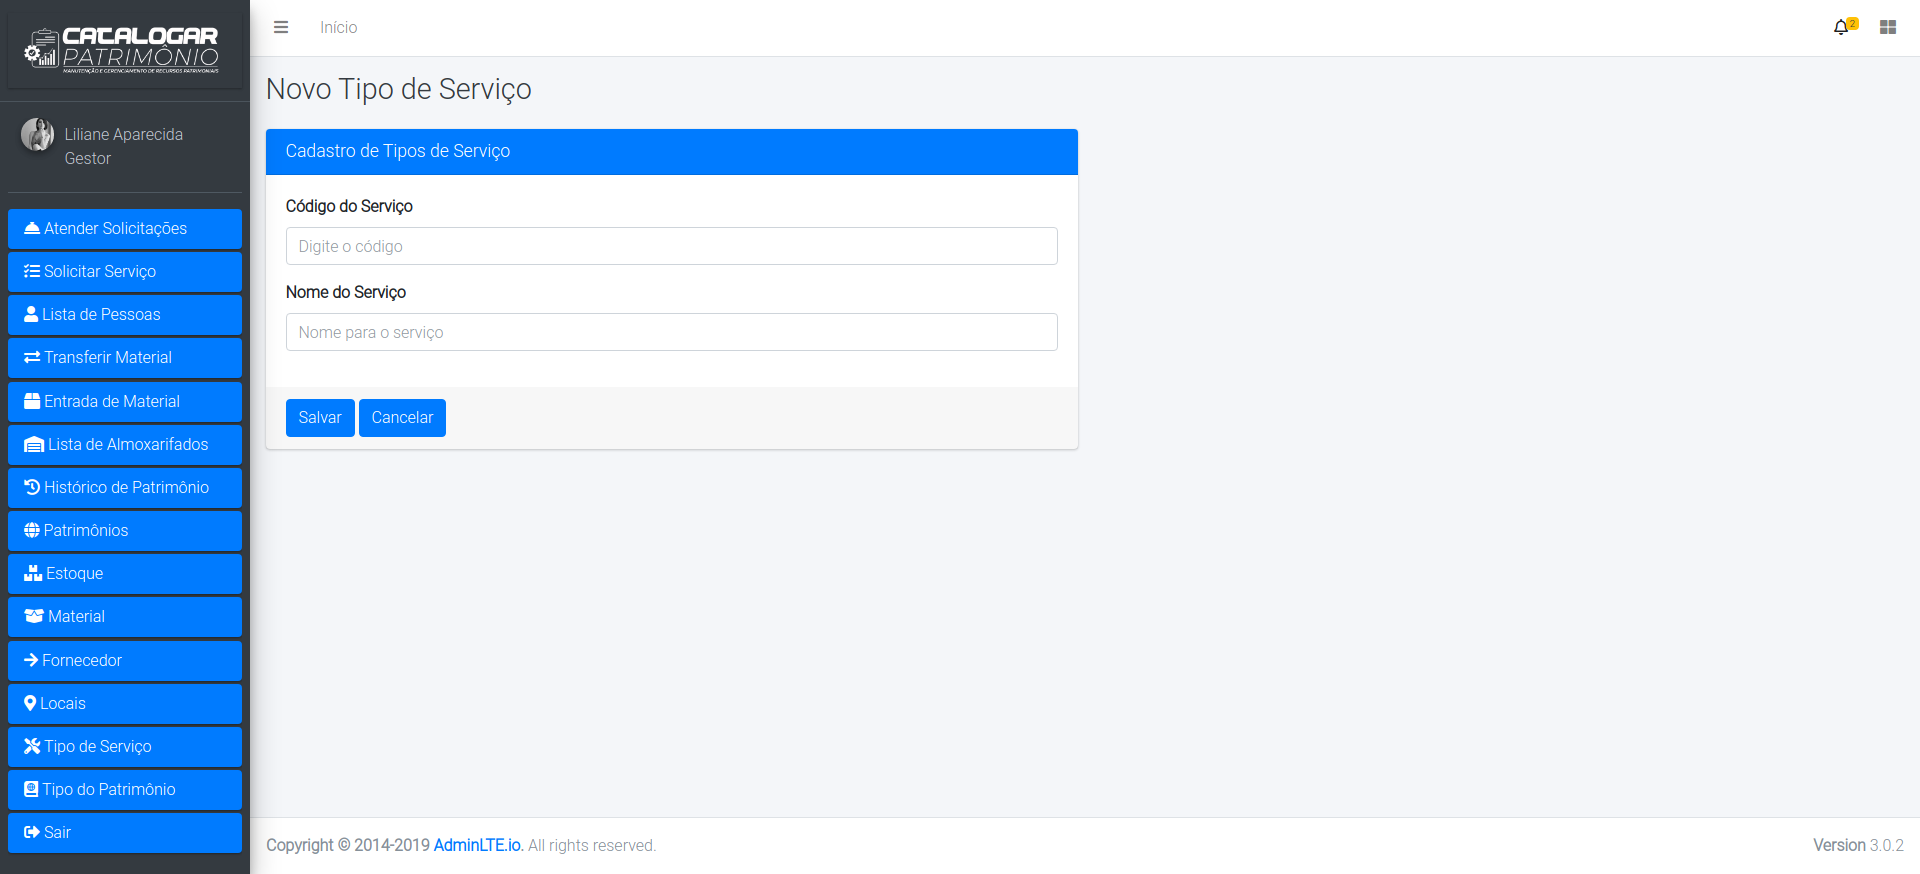 CATALOGAR
PATRIMÔNIO
MANUTENÇÃO E GERENCIAMENTO DE RECURSOS PATRIMONIAIS
Liliane Aparecida
Gestor
Atender Solicitações
Solicitar Serviço
Lista de Pessoas
Transferir Material
Entrada de Material
Lista de Almoxarifados
Histórico de Patrimônio
Patrimônios
Estoque
Material
Fornecedor
Locais
Tipo de Serviço
Tipo do Patrimônio
Sair
Início
2
Novo Tipo de Serviço
Cadastro de Tipos de Serviço
Código do Serviço
Digite o código
Nome do Serviço
Nome para o serviço
Salvar Cancelar
Copyright © 2014-2019 AdminLTE.io. All rights reserved.
Version 3.0.2